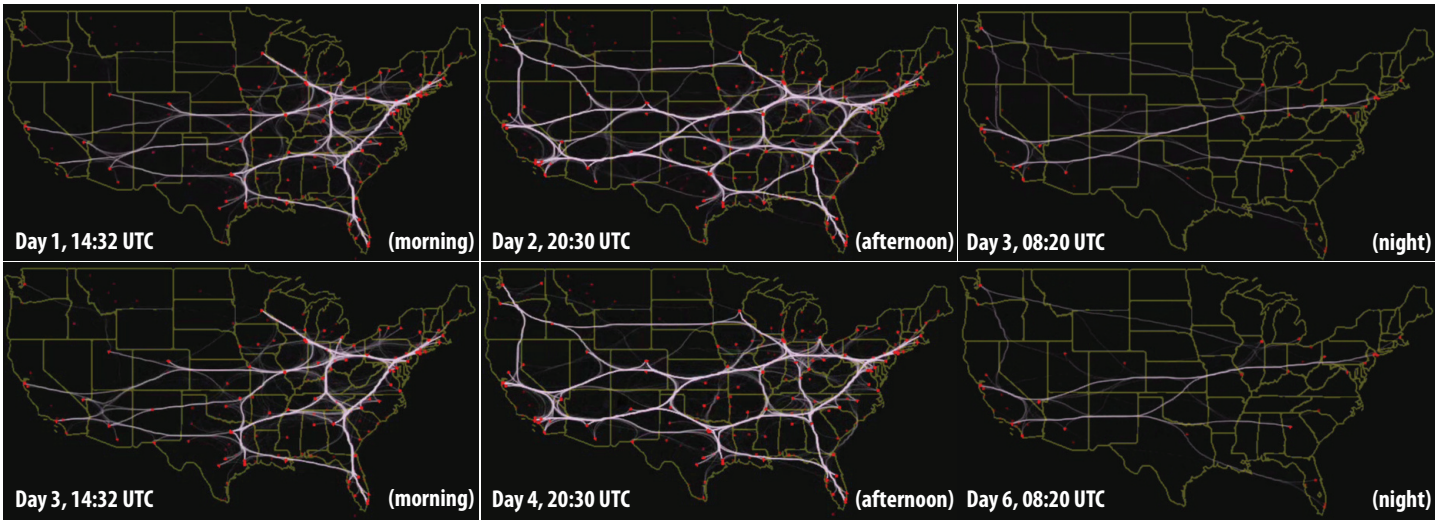 Day 1, 14:32 UTC (morning)
Day 2, 20:30 UTC (afternoon)
Day 3, 08:20 UTC (night)
Day 3, 14:32 UTC (morning)
Day 4, 20:30 UTC (afternoon)
Day 6, 08:20 UTC (night)